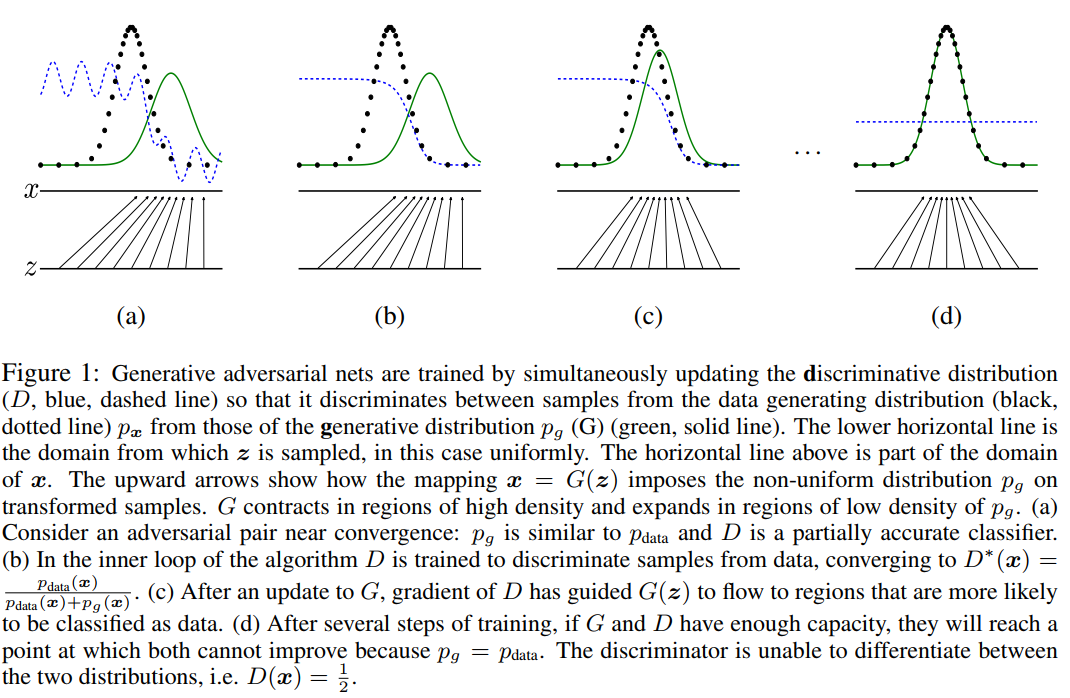 x
z
(a) (b) (c) ... (d)
Figure 1: Generative adversarial nets are trained by simultaneously updating the discriminative distribution
(D, blue, dashed line) so that it discriminates between samples from the data generating distribution (black,
dotted line) pₓ from those of the generative distribution p_g (G) (green, solid line). The lower horizontal line is
the domain from which z is sampled, in this case uniformly. The horizontal line above is part of the domain
of x. The upward arrows show how the mapping x = G(z) imposes the non-uniform distribution p_g on
transformed samples. G contracts in regions of high density and expands in regions of low density of p_g. (a)
Consider an adversarial pair near convergence: p_g is similar to p_data and D is a partially accurate classifier.
(b) In the inner loop of the algorithm D is trained to discriminate samples from data, converging to D*(x) =
p_data(x) / (p_data(x)+p_g(x)). (c) After an update to G, gradient of D has guided G(z) to flow to regions that are more likely
to be classified as data. (d) After several steps of training, if G and D have enough capacity, they will reach a
point at which both cannot improve because p_g = p_data. The discriminator is unable to differentiate between
the two distributions, i.e. D(x) = 1/2.